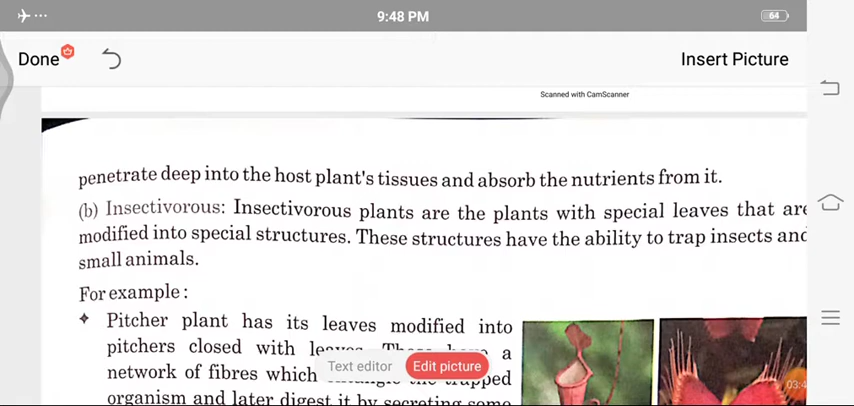 9:48 PM
64
Done
Insert Picture
Scanned with CamScanner
penetrate deep into the host plant's tissues and absorb the nutrients from it.
(b) Insectivorous: Insectivorous plants are the plants with special leaves that are
modified into special structures. These structures have the ability to trap insects and
small animals.
For example :
Pitcher plant has its leaves modified into
pitchers closed with a
network of fibres which the trapped
organism and later digest it by secreting some
Text editor
Edit picture